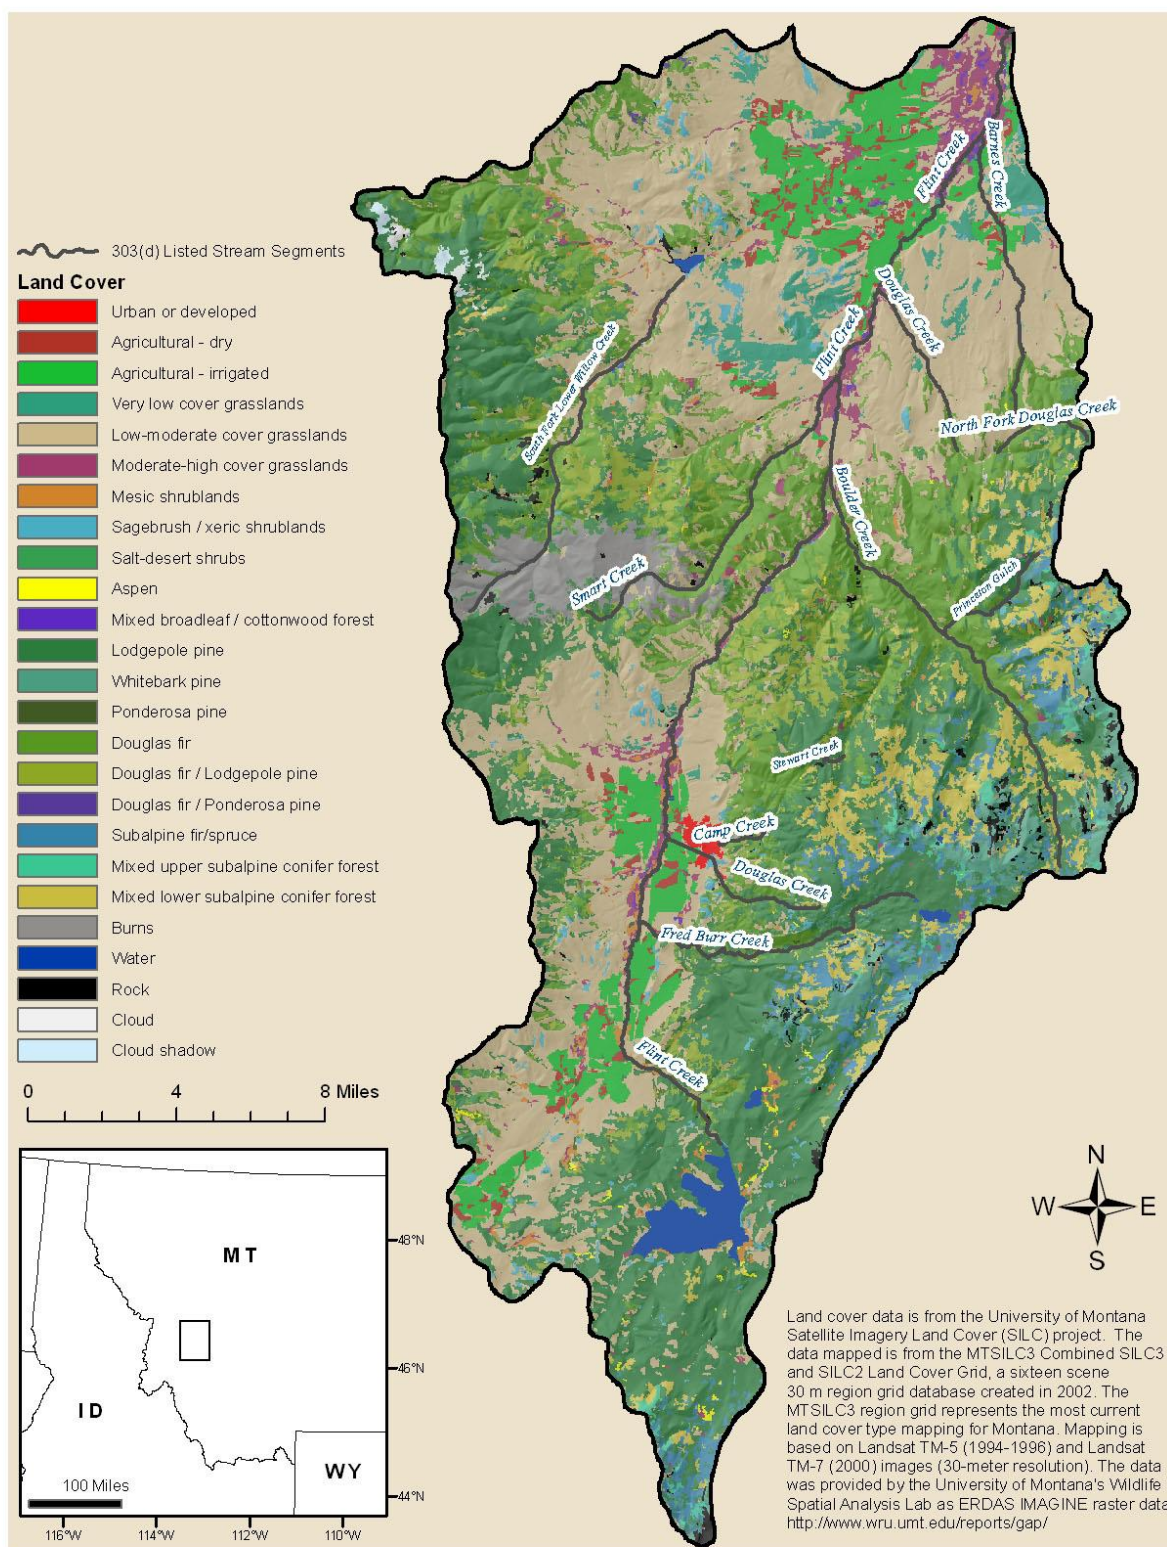 303(d) Listed Stream Segments
Land Cover
Urban or developed
Agricultural - dry
Agricultural - irrigated
Very low cover grasslands
Low-moderate cover grasslands
Moderate-high cover grasslands
Mesic shrublands
Sagebrush / xeric shrublands
Salt-desert shrubs
Aspen
Mixed broadleaf / cottonwood forest
Lodgepole pine
Whitebark pine
Ponderosa pine
Douglas fir
Douglas fir / Lodgepole pine
Douglas fir / Ponderosa pine
Subalpine fir/spruce
Mixed upper subalpine conifer forest
Mixed lower subalpine conifer forest
Burns
Water
Rock
Cloud
Cloud shadow
0 4 8 Miles
Flint Creek
Barnes Creek
Douglas Creek
Flint Creek
South Fork Lower Willow Creek
North Fork Douglas Creek
Boulder Creek
Smart Creek
Princeson Gulch
Stewart Creek
Camp Creek
Douglas Creek
Fred Burr Creek
Flint Creek
N
W E
S
MT
ID
WY
48°N
46°N
44°N
100 Miles
116°W 114°W 112°W 110°W
Land cover data is from the University of Montana
Satellite Imagery Land Cover (SILC) project. The
data mapped is from the MTSILC3 Combined SILC3
and SILC2 Land Cover Grid, a sixteen scene
30 m region grid database created in 2002. The
MTSILC3 region grid represents the most current
land cover type mapping for Montana. Mapping is
based on Landsat TM-5 (1994-1996) and Landsat
TM-7 (2000) images (30-meter resolution). The data
was provided by the University of Montana's Wildlife
Spatial Analysis Lab as ERDAS IMAGINE raster data
http://www.wru.umt.edu/reports/gap/